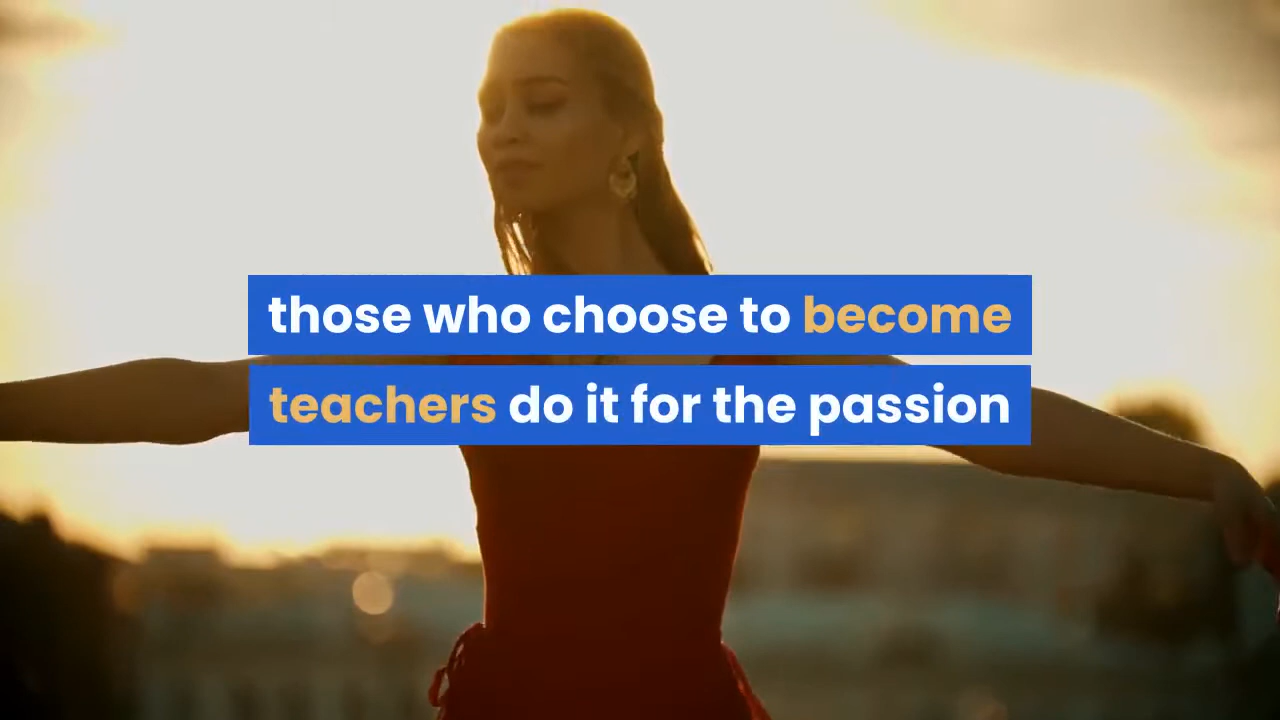 those who choose to become
teachers do it for the passion